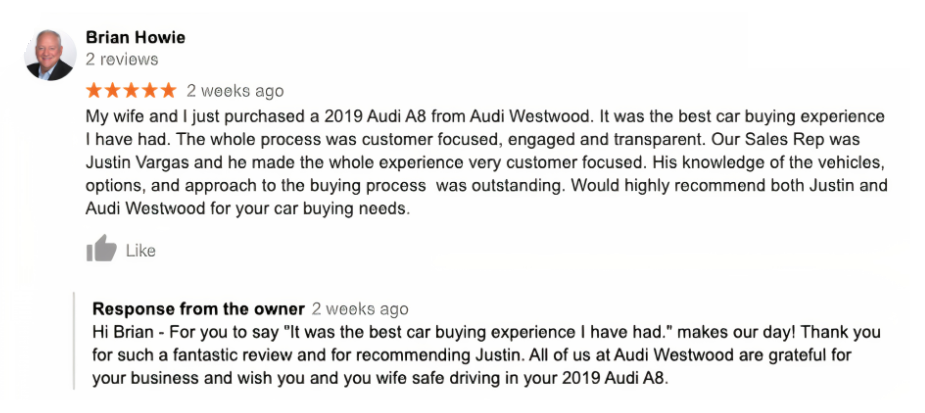 Brian Howie
2 reviews
2 weeks ago
My wife and I just purchased a 2019 Audi A8 from Audi Westwood. It was the best car buying experience
I have had. The whole process was customer focused, engaged and transparent. Our Sales Rep was
Justin Vargas and he made the whole experience very customer focused. His knowledge of the vehicles,
options, and approach to the buying process  was outstanding. Would highly recommend both Justin and
Audi Westwood for your car buying needs.
Like
Response from the owner 2 weeks ago
Hi Brian - For you to say "It was the best car buying experience I have had." makes our day! Thank you
for such a fantastic review and for recommending Justin. All of us at Audi Westwood are grateful for
your business and wish you and you wife safe driving in your 2019 Audi A8.